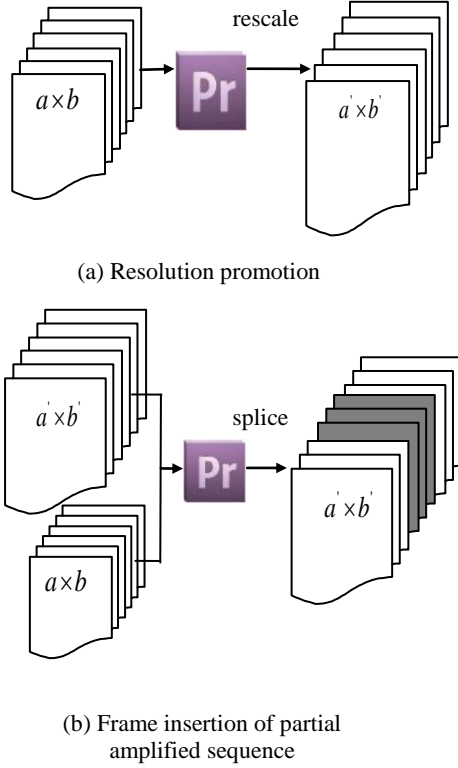 rescale
a×b
Pr
a'×b'
(a) Resolution promotion
a'×b'
splice
Pr
a'×b'
a×b
(b) Frame insertion of partial
amplified sequence